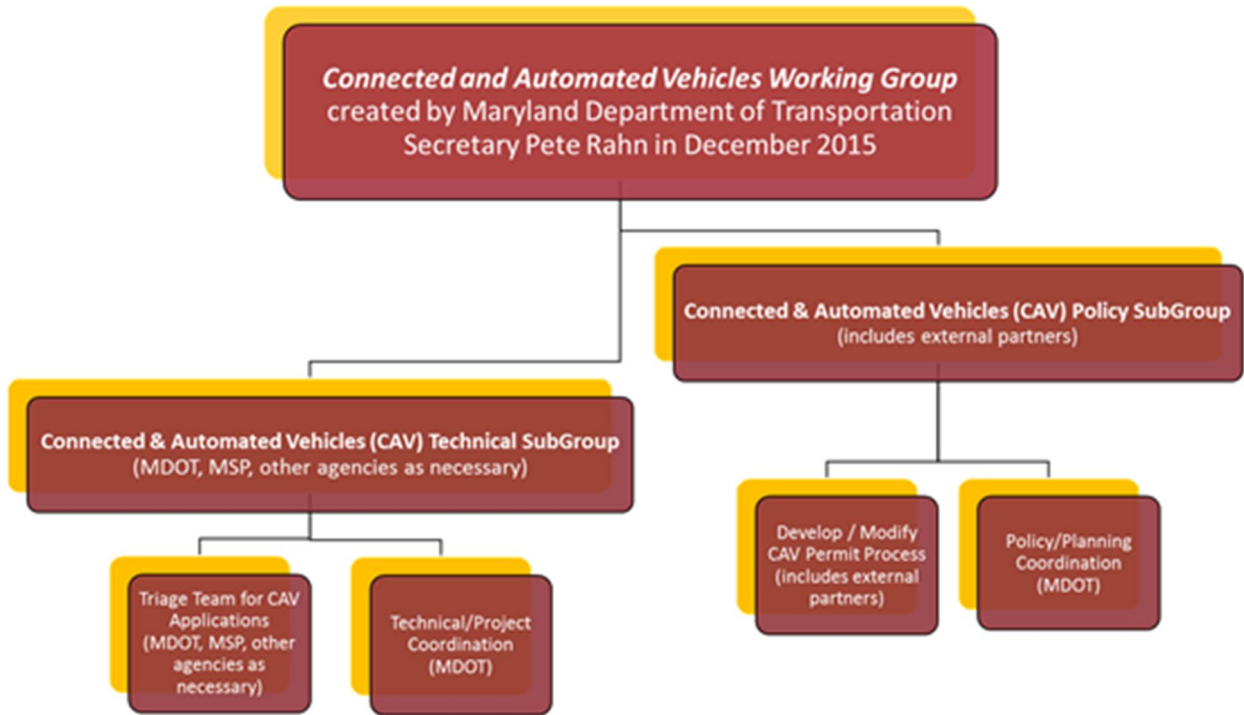 Connected and Automated Vehicles Working Group
created by Maryland Department of Transportation
Secretary Pete Rahn in December 2015
Connected & Automated Vehicles (CAV) Policy SubGroup
(includes external partners)
Connected & Automated Vehicles (CAV) Technical SubGroup
(MDOT, MSP, other agencies as necessary)
Develop / Modify
CAV Permit Process
(includes external
partners)
Policy/Planning
Coordination
(MDOT)
Triage Team for CAV
Applications
(MDOT, MSP, other
agencies as
necessary)
Technical/Project
Coordination
(MDOT)